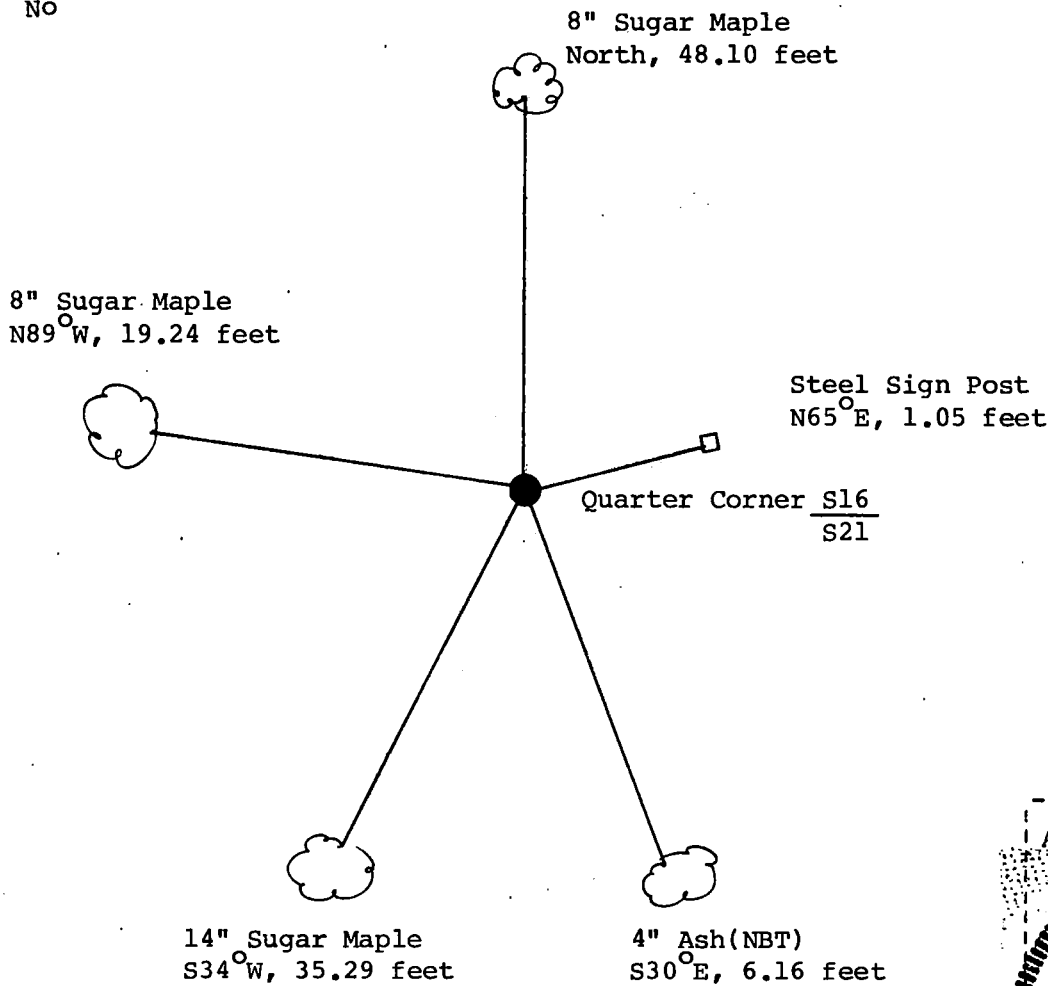 No
8" Sugar Maple
North, 48.10 feet
8" Sugar Maple
N89°W, 19.24 feet
Steel Sign Post
N65°E, 1.05 feet
Quarter Corner S16
S21
14" Sugar Maple
S34°W, 35.29 feet
4" Ash(NBT)
S30°E, 6.16 feet